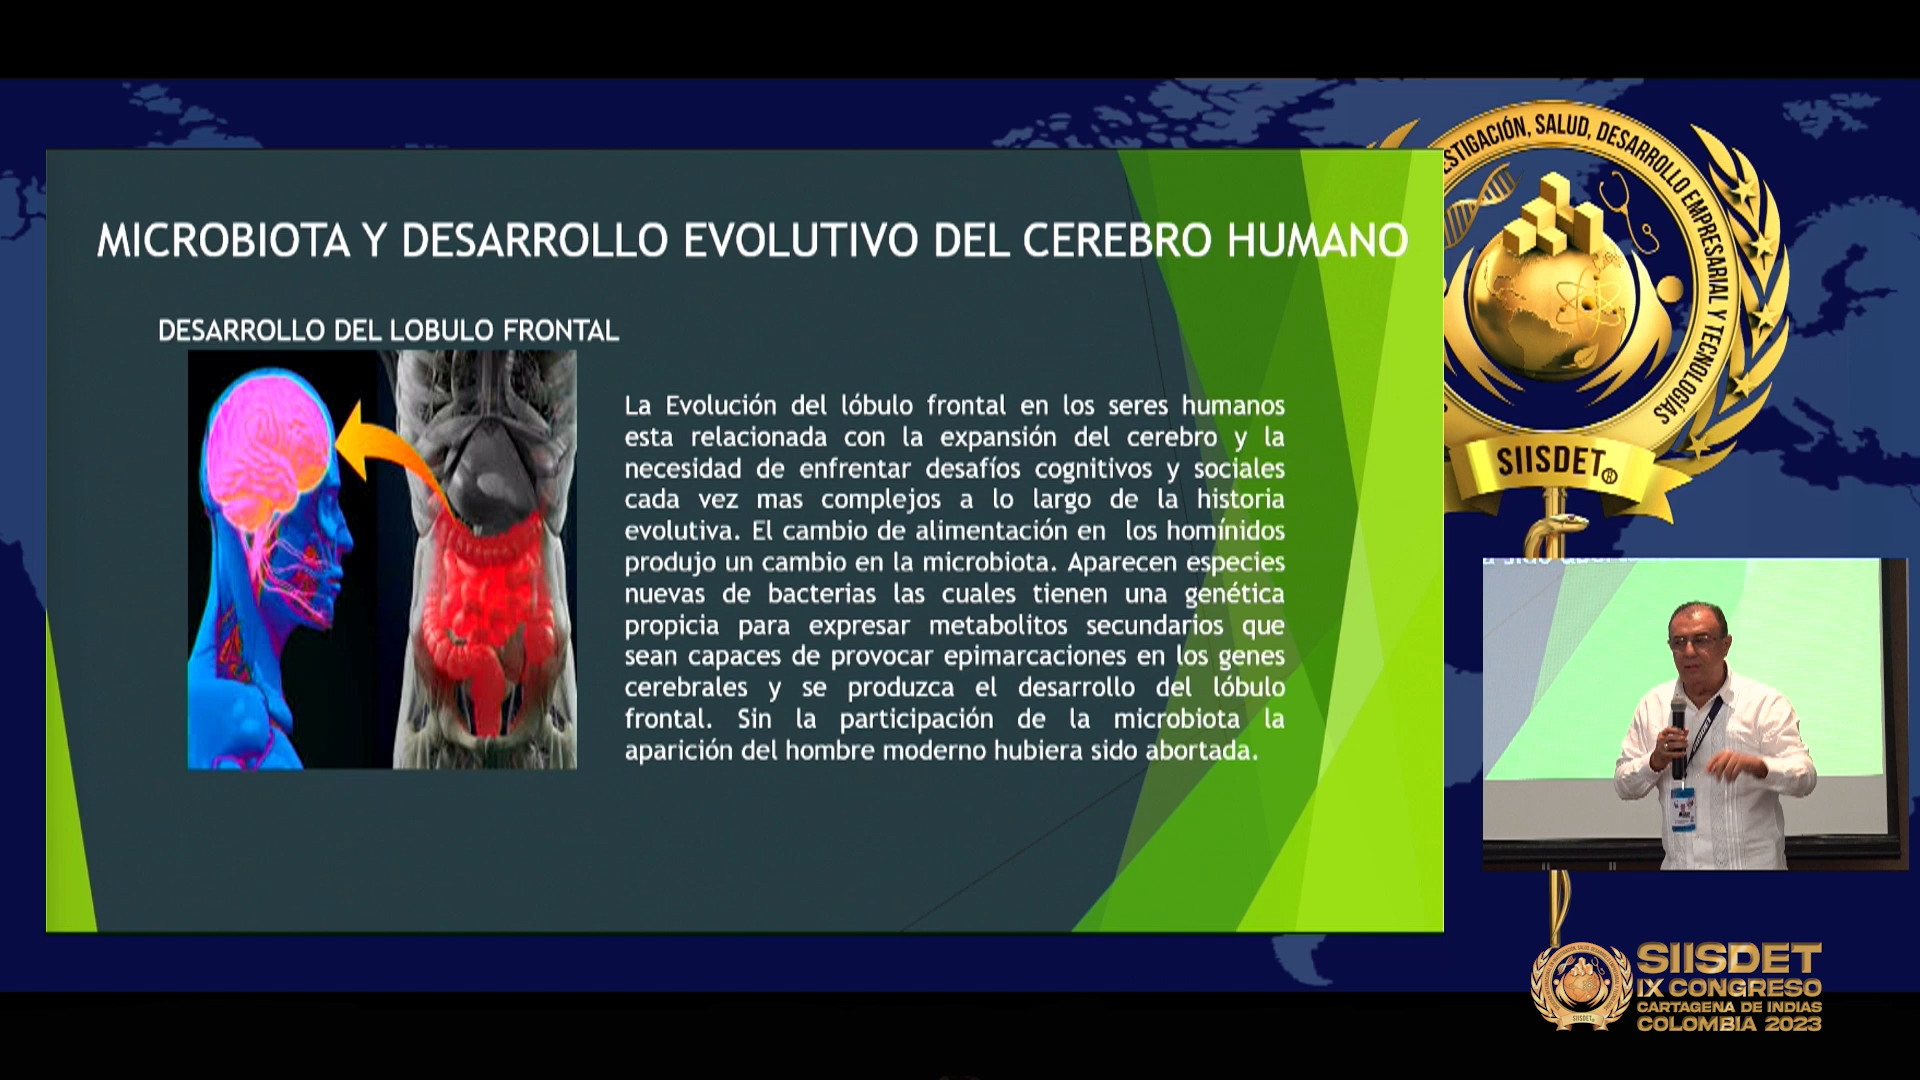 MICROBIOTA Y DESARROLLO EVOLUTIVO DEL CEREBRO HUMANO
DESARROLLO DEL LOBULO FRONTAL
La Evolución del lóbulo frontal en los seres humanos
esta relacionada con la expansión del cerebro y la
necesidad de enfrentar desafíos cognitivos y sociales
cada vez mas complejos a lo largo de la historia
evolutiva. El cambio de alimentación en los homínidos
produjo un cambio en la microbiota. Aparecen especies
nuevas de bacterias las cuales tienen una genética
propicia para expresar metabolitos secundarios que
sean capaces de provocar epimarcaciones en los genes
cerebrales y se produzca el desarrollo del lóbulo
frontal. Sin la participación de la microbiota la
aparición del hombre moderno hubiera sido abortada.
STIGACIÓN, SALUD, DESARROLLO EMPRESARIAL Y TECNOLOGÍAS
SIISDET®
SIISDET
IX CONGRESO
CARTAGENA DE INDIAS
COLOMBIA 2023